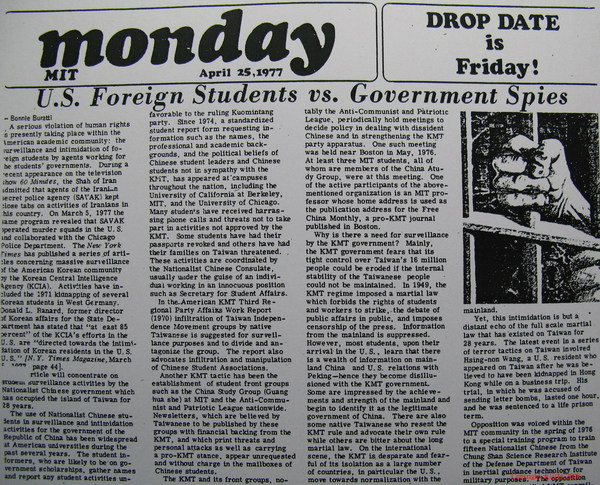 monday
MIT
April 25, 1977
DROP DATE
is
Friday!
U.S. Foreign Students vs. Government Spies
- Bonnie Buratti
A serious violation of human rights
s presently taking place within the
American academic community: the
surveillance and intimidation of fo-
reign students by agents working for
he students' governments. During a
recent appearance on the television
show 60 Minutes, the Shah of Iran
admitted that agents of the Iranian
secret police agency (SAVAK) kept
close tabs on activities of Iranians in
his country. On March 5, 1977 the
same program revealed that SAVAK
operated murder squads in the U.S.
and collaborated with the Chicago
Police Department. The New York
Times has published a series of arti-
cles concerning massive surveillance
of the American Korean community
by the Korean Central Intelligence
Agency (KCIA). Activities have in-
cluded the 1971 kidnapping of several
Korean students in West Germany.
Donald L. Ranard, former director
of Korean affairs for the State De-
partment has stated that "at least 85
percent" of the KCIA's efforts in the
U.S. are "directed towards the intimi-
dation of Korean residents in the U.S.
U.S." [N.Y. Times Magazine, March
1977 page 44].
rticle will concentrate on
student surveillance activities by the
Nationalist Chinese government which
has occupied the island of Taiwan for
28 years.
The use of Nationalist Chinese stu-
dents in surveillance and intimidation
activities for the government of the
Republic of China has been widespread
at American universities during the
past several years. The student in-
formers, who are likely to be on go-
vernment scholarships, gather names
and report any student activities un-
favorable to the ruling Kuomintang
party. Since 1974, a standardized
student report form requesting in-
formation such as the names, the
professional and academic back-
grounds, and the political beliefs of
Chinese student leaders and Chinese
students not in sympathy with the
KMT, has appeared at campuses
throughout the nation, including the
University of California at Berkeley,
MIT, and the University of Chicago.
Many students have received harras-
sing phone calls and threats not to take
part in activities not approved by the
KMT. Some students have had their
passports revoked and others have had
their families on Taiwan threatened.
These activities are coordinated by
the Nationalist Chinese Consulate,
usually under the guise of an individ-
ual working in an innocuous position
such as Secretary for Student Affairs.
In the American KMT Third Re-
gional Party Affairs Work Report
(1970) infiltration of Taiwan Indepen-
dence Movement groups by native
Taiwanese is suggested for surveil-
lance purposes and to divide and an-
tagonize the group. The report also
advocates infiltration and manipulation
of Chinese Student Associations.
Another KMT tactic has been the
establishment of student front groups
such as the China Study Group (Guang
hua she) at MIT and the Anti-Commu-
nist and Patriotic League nationwide.
Newsletters, which are believed by
Taiwanese to be published by these
groups with financial backing from the
KMT, and which print threats and
personal attacks as well as carrying
a pro-KMT stance, appear unrequested
and without charge in the mailboxes of
Chinese students.
The KMT and its front groups, no-
tably the Anti-Communist and Patriotic
League, periodically hold meetings to
decide policy in dealing with dissident
Chinese and in strengthening the KMT
party apparatus. One such meeting
was held near Boston in May, 1976.
At least three MIT students, all of
whom are members of the China Stu-
dy Group, were at this meeting. One
of the active participants of the above-
mentioned organization is an MIT pro-
fessor whose home address is used as
the publication address for the Free
China Monthly, a pro-KMT journal
published in Boston.
Why is there a need for surveillance
by the KMT government? Mainly,
the KMT government fears that its
tight control over Taiwan's 16 million
people could be eroded if the internal
stability of the Taiwanese people
could not be maintained. In 1949, the
KMT regime imposed a martial law
which forbids the rights of students
and workers to strike, the debate of
public affairs in public, and imposes
censorship of the press. Information
from the mainland is suppressed.
However, most students, upon their
arrival in the U.S., learn that there
is a wealth of information on main-
land China and U.S. relations with
Peking--hence they become disillu-
sioned with the KMT government.
Some are impressed by the achieve-
ments and strength of the mainland and
begin to identify it as the legitimate
government of China. There are also
some native Taiwanese who resent the
KMT rule and advocate their own rule
while others are bitter about the long
martial law. On the international
scene, the KMT is desparate and fear-
ful of its isolation as a large number
of countries, in particular the U.S.,
move towards normalization with the
mainland.
Yet, this intimidation is but a
distant echo of the full scale martial
law that has existed on Taiwan for
28 years. The latest event in a series
of terror tactics on Taiwan involved
Hsing-non Wang, a U.S. resident who
appeared on Taiwan after he was be-
lieved to have been kidnapped in Hong
Kong while on a business trip. His
trial, in which he was accused of
sending letter bombs, lasted one hour,
and he was sentenced to a life prison
term.
Opposition was voiced within the
MIT community in the spring of 1976
to a special training program to train
fifteen Nationalist Chinese from the
Chung Shan Science Research Institute
of the Defense Department of Taiwan
in inertial guidance technology for
military purposes. The opposition